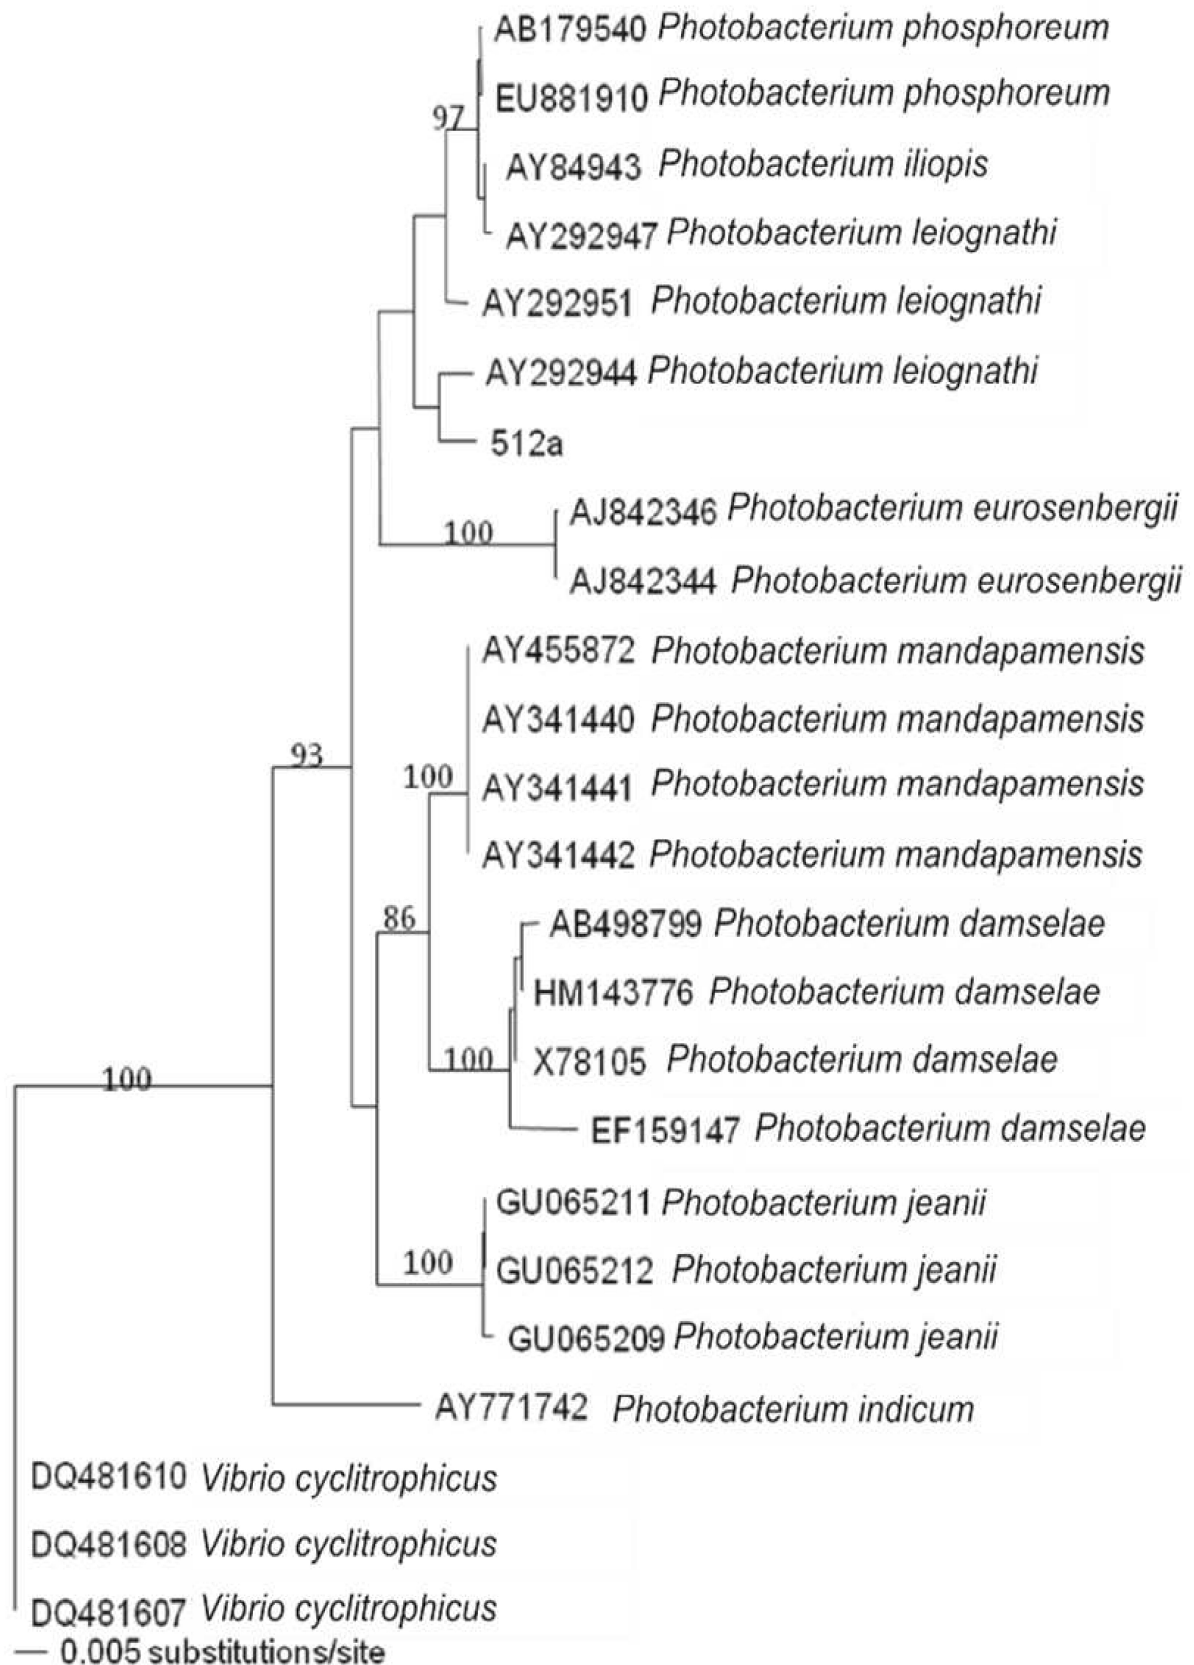 AB179540 Photobacterium phosphoreum
EU881910 Photobacterium phosphoreum
97
AY84943 Photobacterium iliopis
AY292947 Photobacterium leiognathi
AY292951 Photobacterium leiognathi
AY292944 Photobacterium leiognathi
512a
AJ842346 Photobacterium eurosenbergii
100
AJ842344 Photobacterium eurosenbergii
AY455872 Photobacterium mandapamensis
AY341440 Photobacterium mandapamensis
93
100
AY341441 Photobacterium mandapamensis
AY341442 Photobacterium mandapamensis
86
AB498799 Photobacterium damselae
HM143776 Photobacterium damselae
100
X78105 Photobacterium damselae
100
EF159147 Photobacterium damselae
GU065211 Photobacterium jeanii
100
GU065212 Photobacterium jeanii
GU065209 Photobacterium jeanii
AY771742 Photobacterium indicum
DQ481610 Vibrio cyclitrophicus
DQ481608 Vibrio cyclitrophicus
DQ481607 Vibrio cyclitrophicus
0.005 substitutions/site